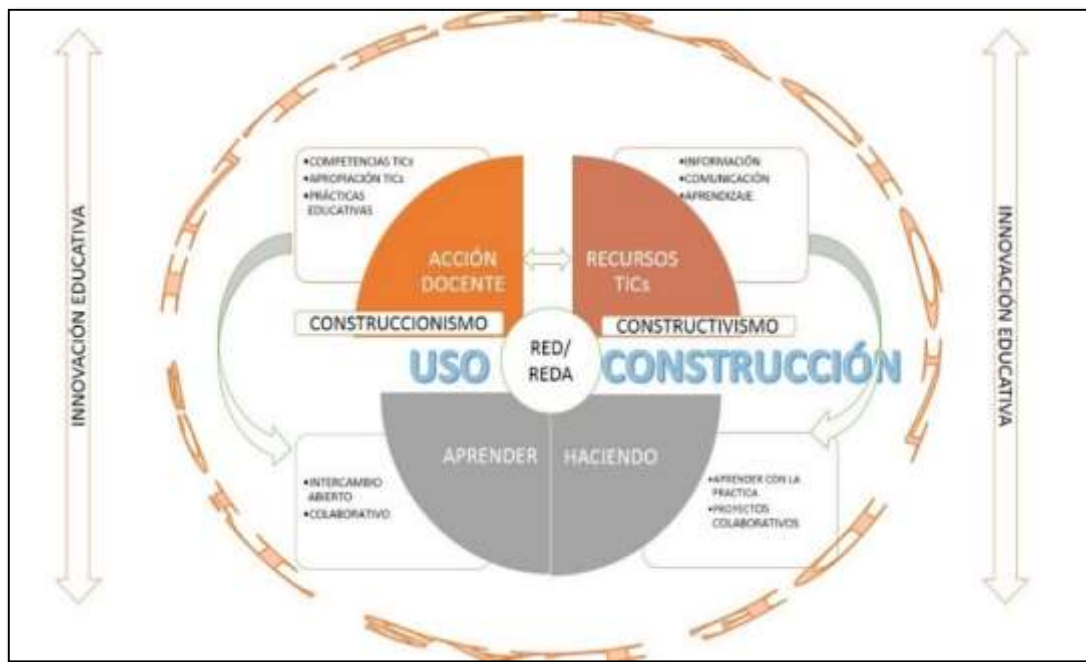 INNOVACIÓN EDUCATIVA
•COMPETENCIAS TICs
•APROPIACIÓN TICs
•PRÁCTICAS
EDUCATIVAS
•INFORMACIÓN
•COMUNICACIÓN
•APRENDIZAJE
ACCIÓN
DOCENTE
RECURSOS
TICs
CONSTRUCCIONISMO
CONSTRUCTIVISMO
USO
RED/
REDA
CONSTRUCCIÓN
APRENDER
HACIENDO
•INTERCAMBIO
ABIERTO
•COLABORATIVO
•APRENDER CON LA
PRACTICA
•PROYECTOS
COLABORATIVOS
INNOVACIÓN EDUCATIVA